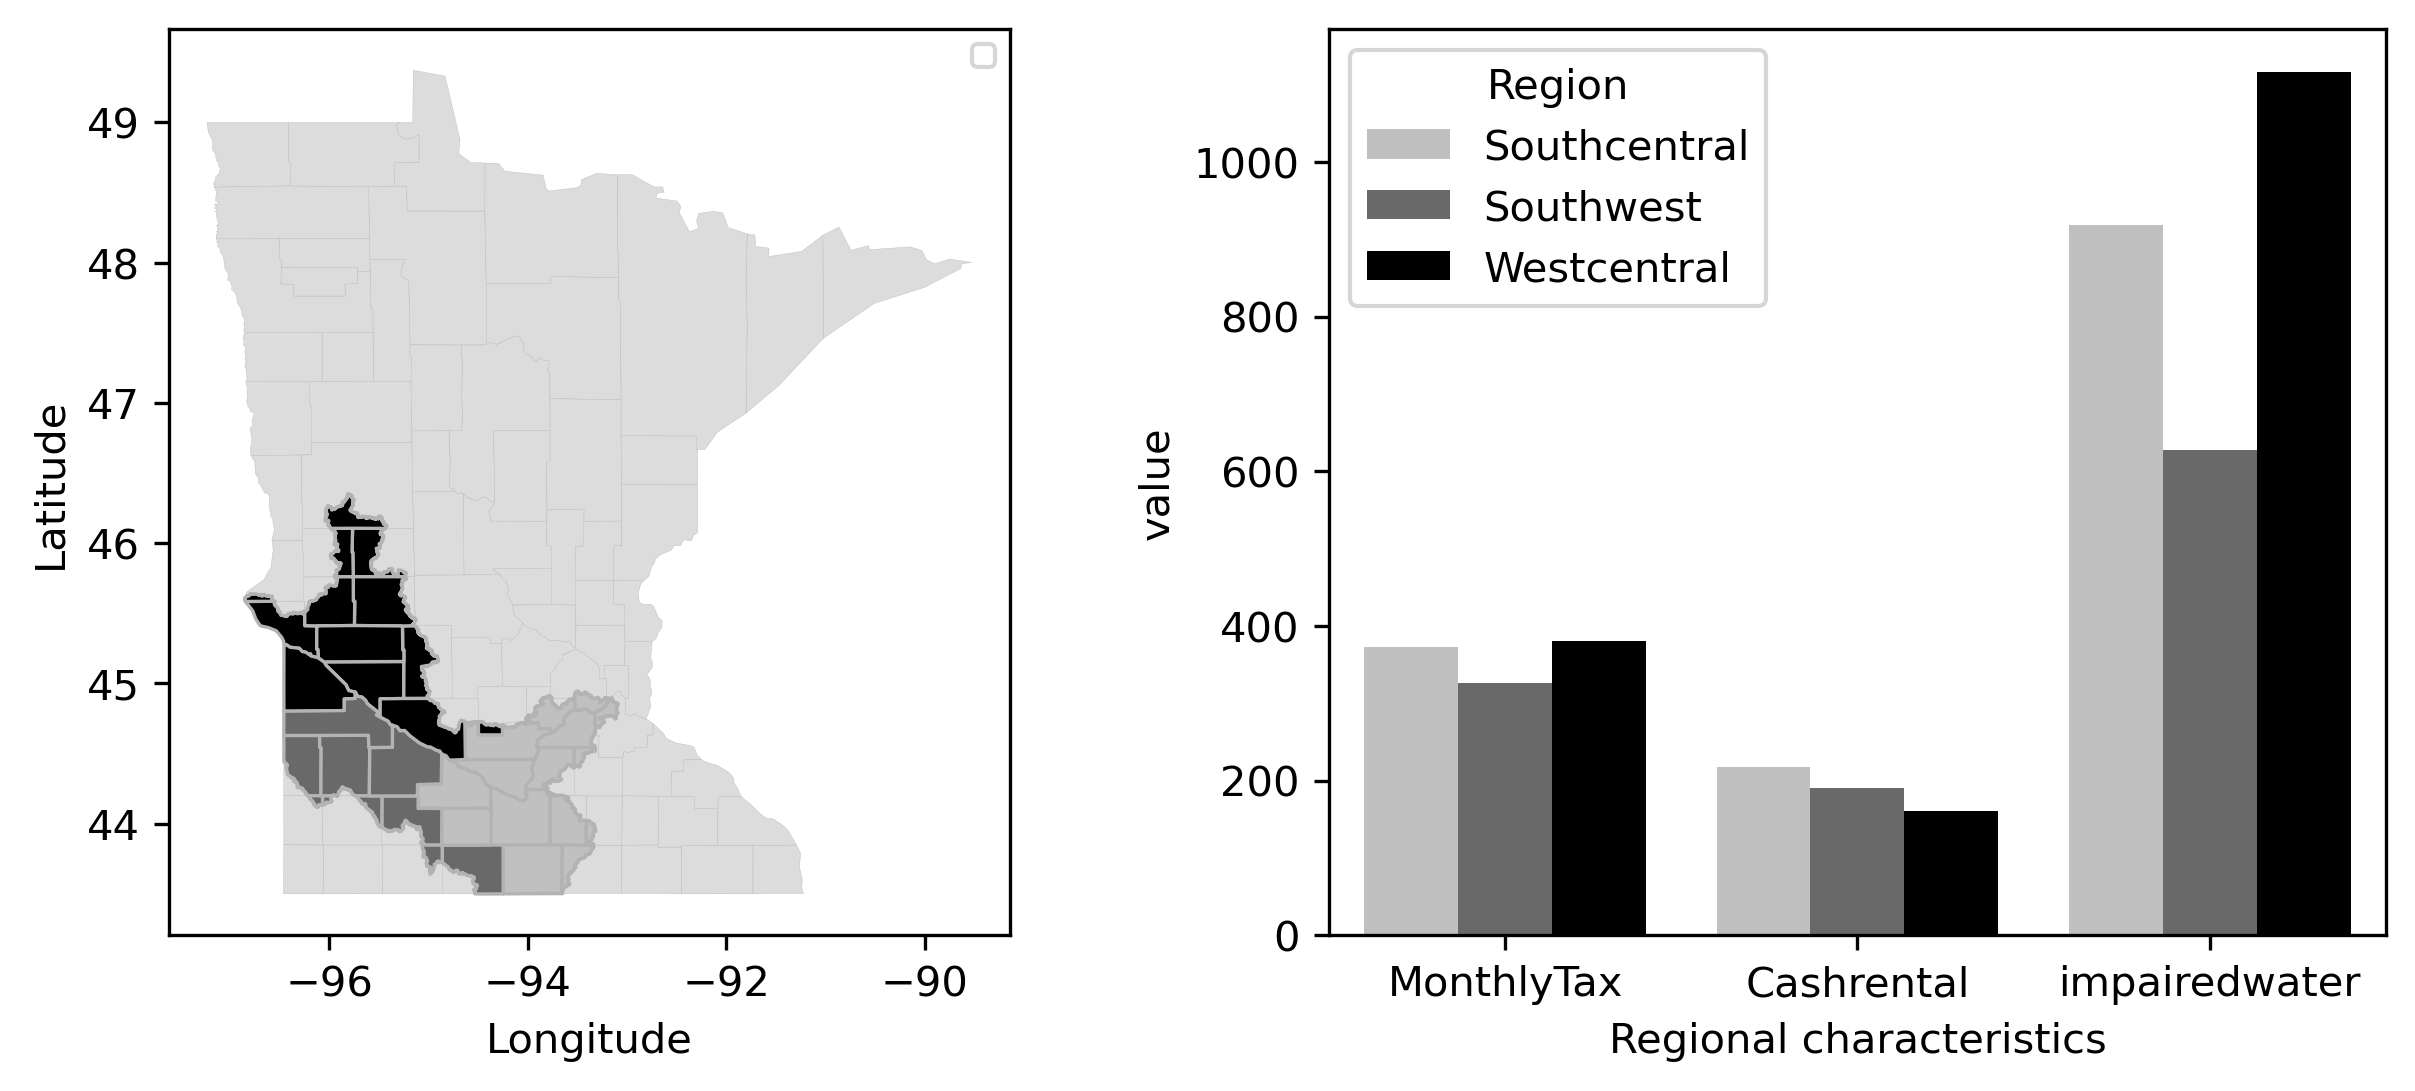 49
48
47
46
45
44
Latitude
−96 −94 −92 −90
Longitude
Region
Southcentral
Southwest
Westcentral
1000
800
600
400
200
0
value
MonthlyTax Cashrental impairedwater
Regional characteristics